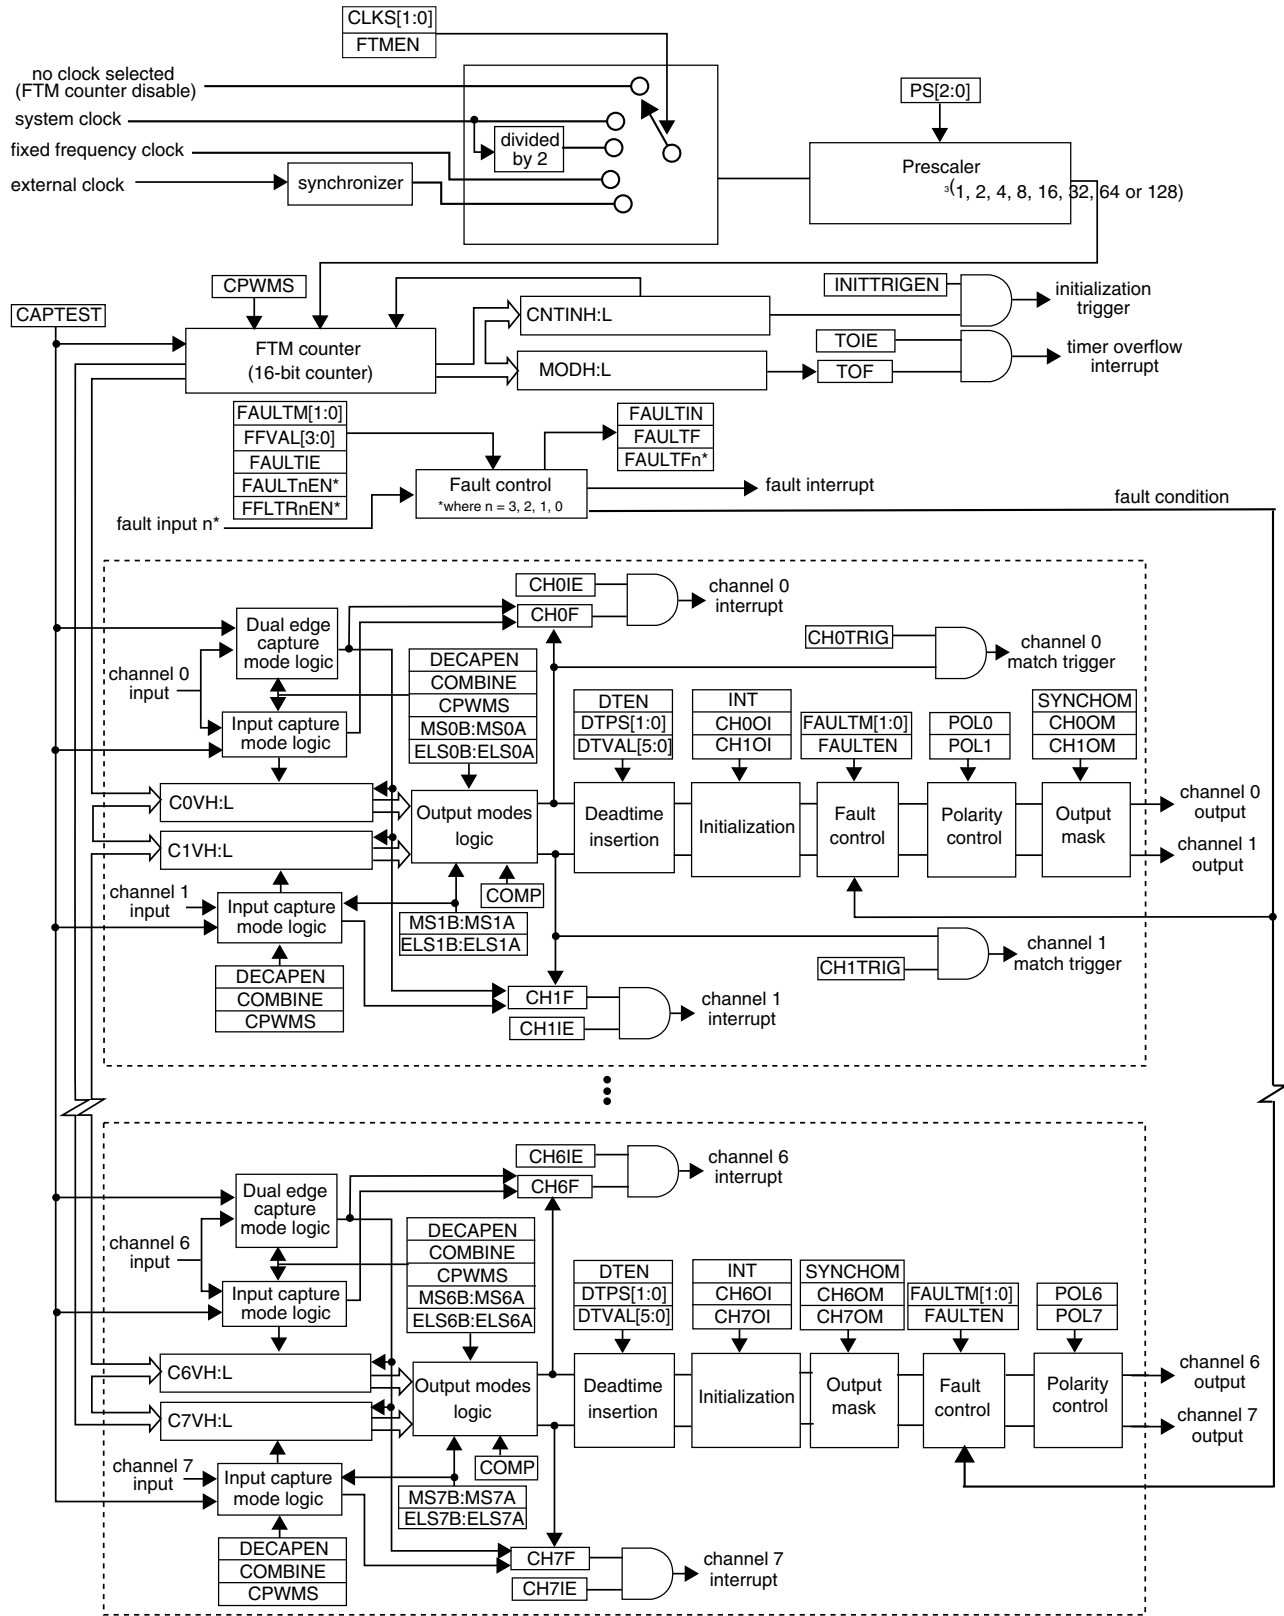 CLKS[1:0]
FTMEN
no clock selected
(FTM counter disable)
system clock
fixed frequency clock
external clock
divided
by 2
synchronizer
PS[2:0]
Prescaler
3(1, 2, 4, 8, 16, 32, 64 or 128)
CPWMS
CAPTEST
FTM counter
(16-bit counter)
CNTINH:L
MODH:L
INITTRIGEN
initialization
trigger
TOIE
TOF
timer overflow
interrupt
FAULTM[1:0]
FFVAL[3:0]
FAULTIE
FAULTnEN*
FFLTRnEN*
fault input n*
Fault control
*where n = 3, 2, 1, 0
FAULTIN
FAULTF
FAULTFn*
fault interrupt
fault condition
CH0IE
CH0F
channel 0
interrupt
Dual edge
capture
mode logic
channel 0
input
Input capture
mode logic
DECAPEN
COMBINE
CPWMS
MS0B:MS0A
ELS0B:ELS0A
CH0TRIG
channel 0
match trigger
DTEN
DTPS[1:0]
DTVAL[5:0]
INT
CH0OI
CH1OI
FAULTM[1:0]
FAULTEN
POL0
POL1
SYNCHOM
CH0OM
CH1OM
C0VH:L
C1VH:L
Output modes
logic
Deadtime
insertion
Initialization
Fault
control
Polarity
control
Output
mask
channel 0
output
channel 1
output
channel 1
input
Input capture
mode logic
COMP
MS1B:MS1A
ELS1B:ELS1A
DECAPEN
COMBINE
CPWMS
CH1TRIG
channel 1
match trigger
CH1F
CH1IE
channel 1
interrupt
CH6IE
CH6F
channel 6
interrupt
Dual edge
capture
mode logic
channel 6
input
Input capture
mode logic
DECAPEN
COMBINE
CPWMS
MS6B:MS6A
ELS6B:ELS6A
DTEN
DTPS[1:0]
DTVAL[5:0]
INT
CH6OI
CH7OI
SYNCHOM
CH6OM
CH7OM
FAULTM[1:0]
FAULTEN
POL6
POL7
C6VH:L
C7VH:L
Output modes
logic
Deadtime
insertion
Initialization
Output
mask
Fault
control
Polarity
control
channel 6
output
channel 7
output
channel 7
input
Input capture
mode logic
COMP
MS7B:MS7A
ELS7B:ELS7A
DECAPEN
COMBINE
CPWMS
CH7F
CH7IE
channel 7
interrupt